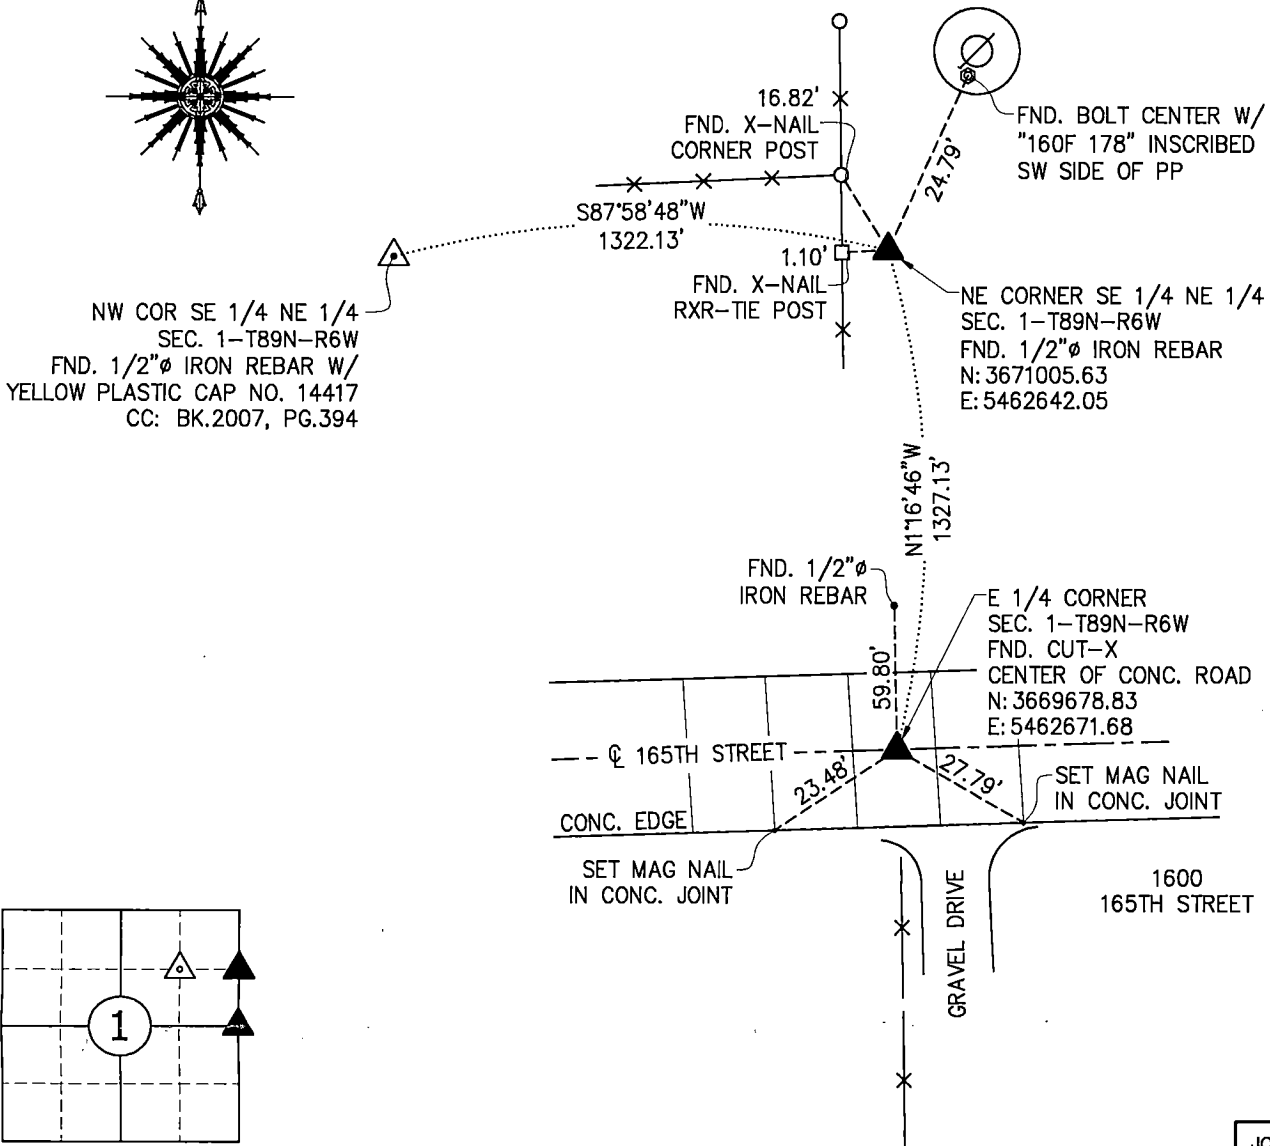 16.82'
FND. X-NAIL
CORNER POST
FND. BOLT CENTER W/
"160F 178" INSCRIBED
SW SIDE OF PP
24.79'
S87°58'48"W
1322.13'
1.10'
FND. X-NAIL
RXR-TIE POST
NW COR SE 1/4 NE 1/4
SEC. 1-T89N-R6W
FND. 1/2"ø IRON REBAR W/
YELLOW PLASTIC CAP NO. 14417
CC: BK.2007, PG.394
NE CORNER SE 1/4 NE 1/4
SEC. 1-T89N-R6W
FND. 1/2"ø IRON REBAR
N:3671005.63
E:5462642.05
N1°16'46"W
1327.13'
FND. 1/2"ø
IRON REBAR
59.80'
E 1/4 CORNER
SEC. 1-T89N-R6W
FND. CUT-X
CENTER OF CONC. ROAD
N:3669678.83
E:5462671.68
℄ 165TH STREET
23.48'
27.79'
SET MAG NAIL
IN CONC. JOINT
CONC. EDGE
SET MAG NAIL
IN CONC. JOINT
GRAVEL DRIVE
1600
165TH STREET
1